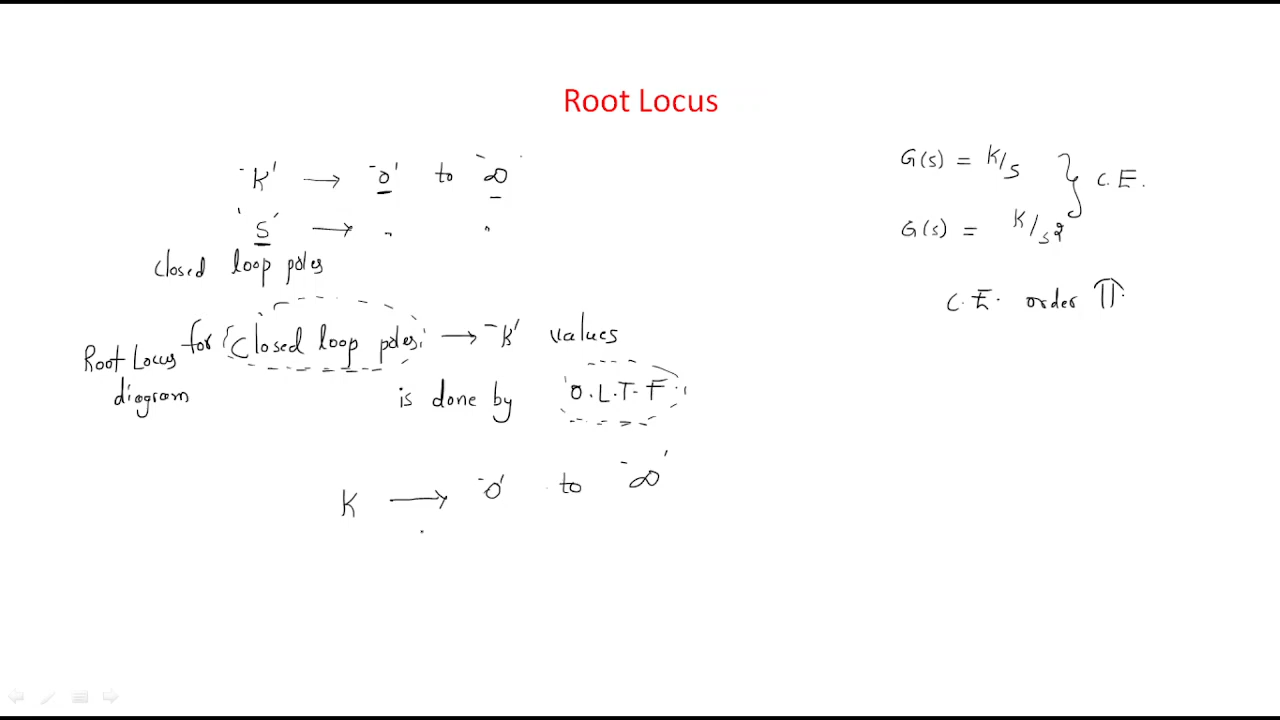 Root Locus
'K' → '0' to '∞'
'S' → " "
closed loop poles
Root Locus for closed loop poles → 'K' values
diagram is done by O.L.T.F.
K → '0' to '∞'
G(s) = K/s
C.E.
G(s) = K/s2
C.E. order ⇑.